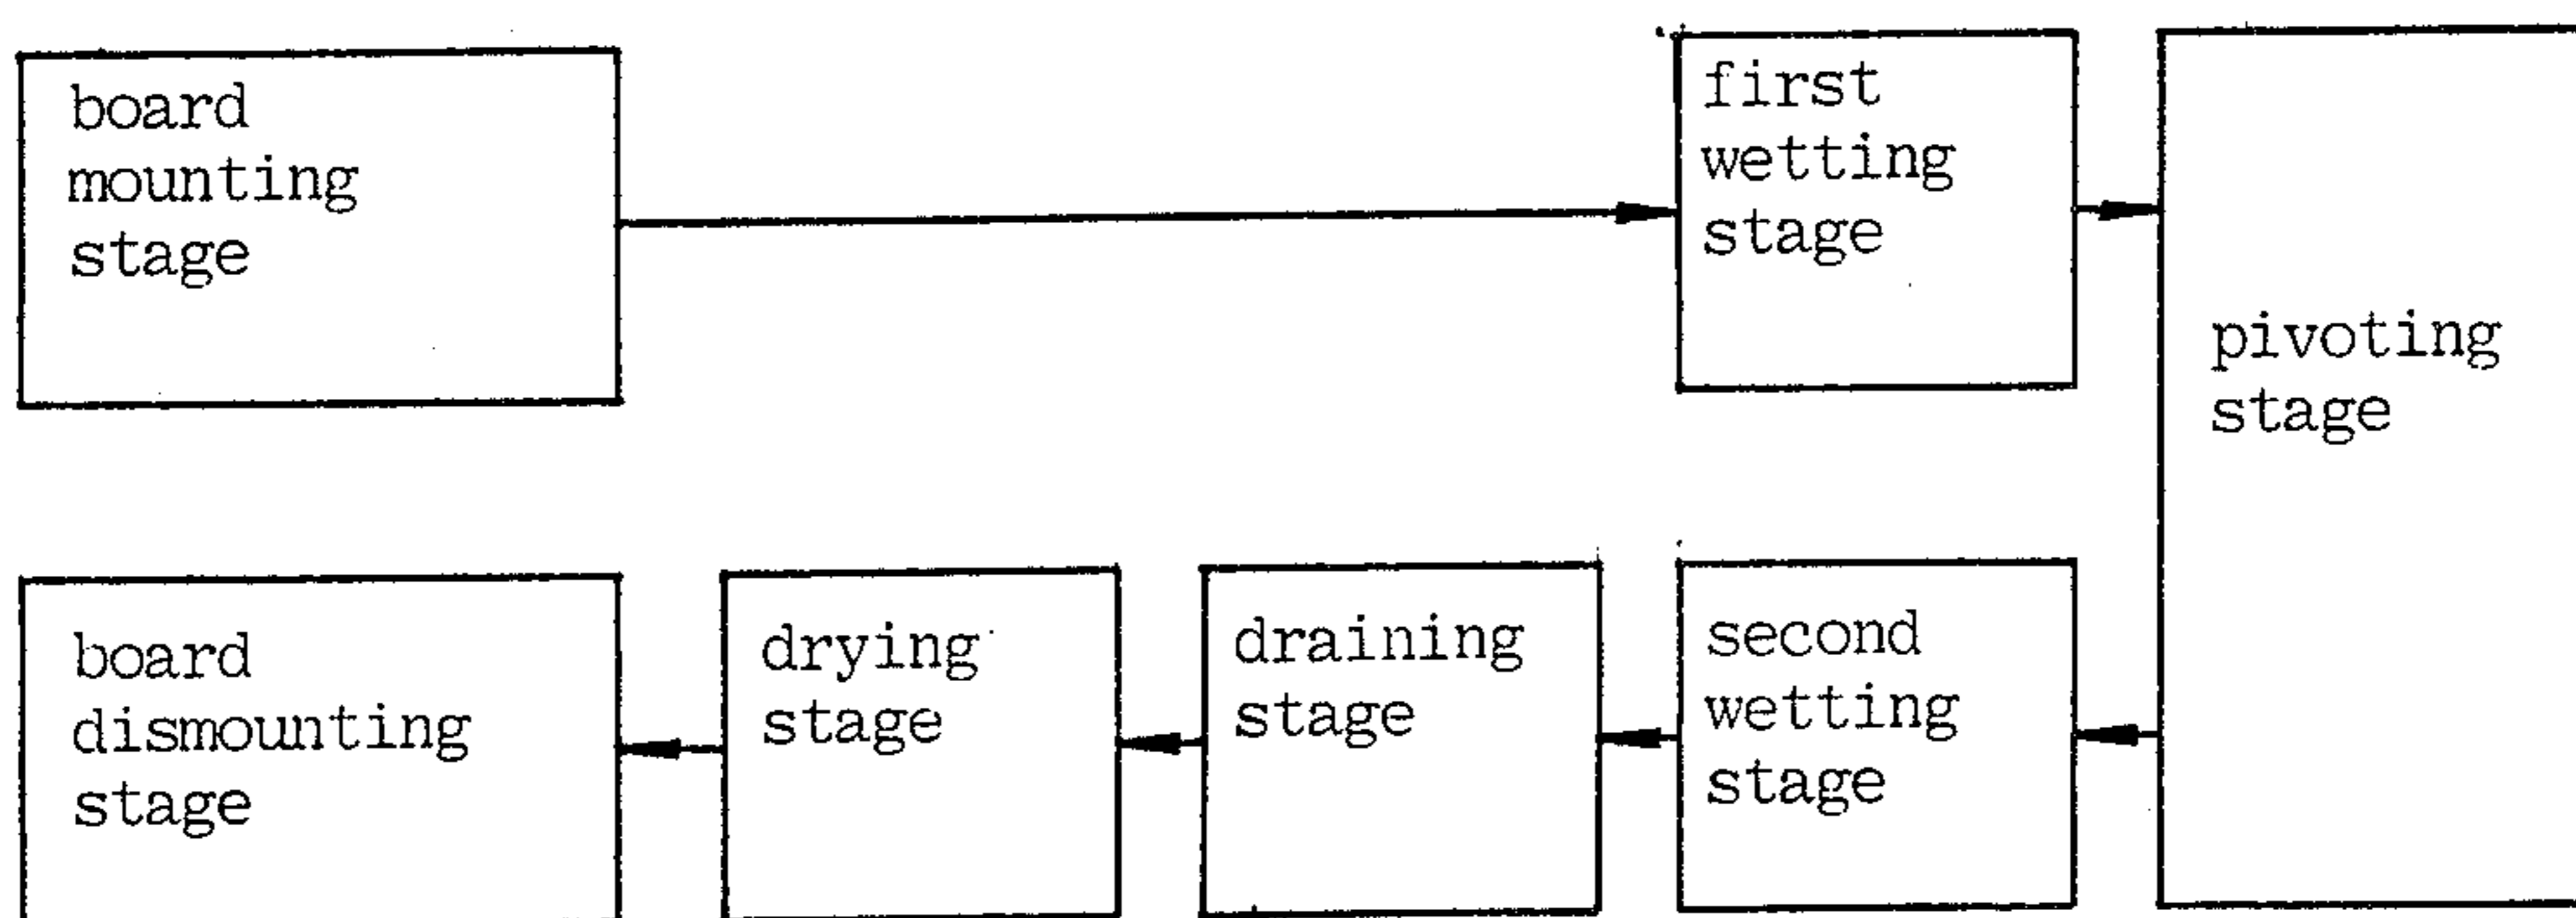 board
mounting
stage
first
wetting
stage
pivoting
stage
board
dismounting
stage
drying
stage
draining
stage
second
wetting
stage